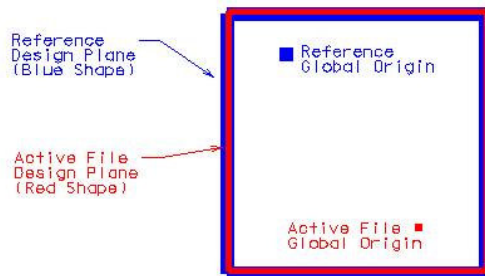 Reference
Design Plane
(Blue Shape)
Reference
Global Origin
Active File
Design Plane
(Red Shape)
Active File
Global Origin